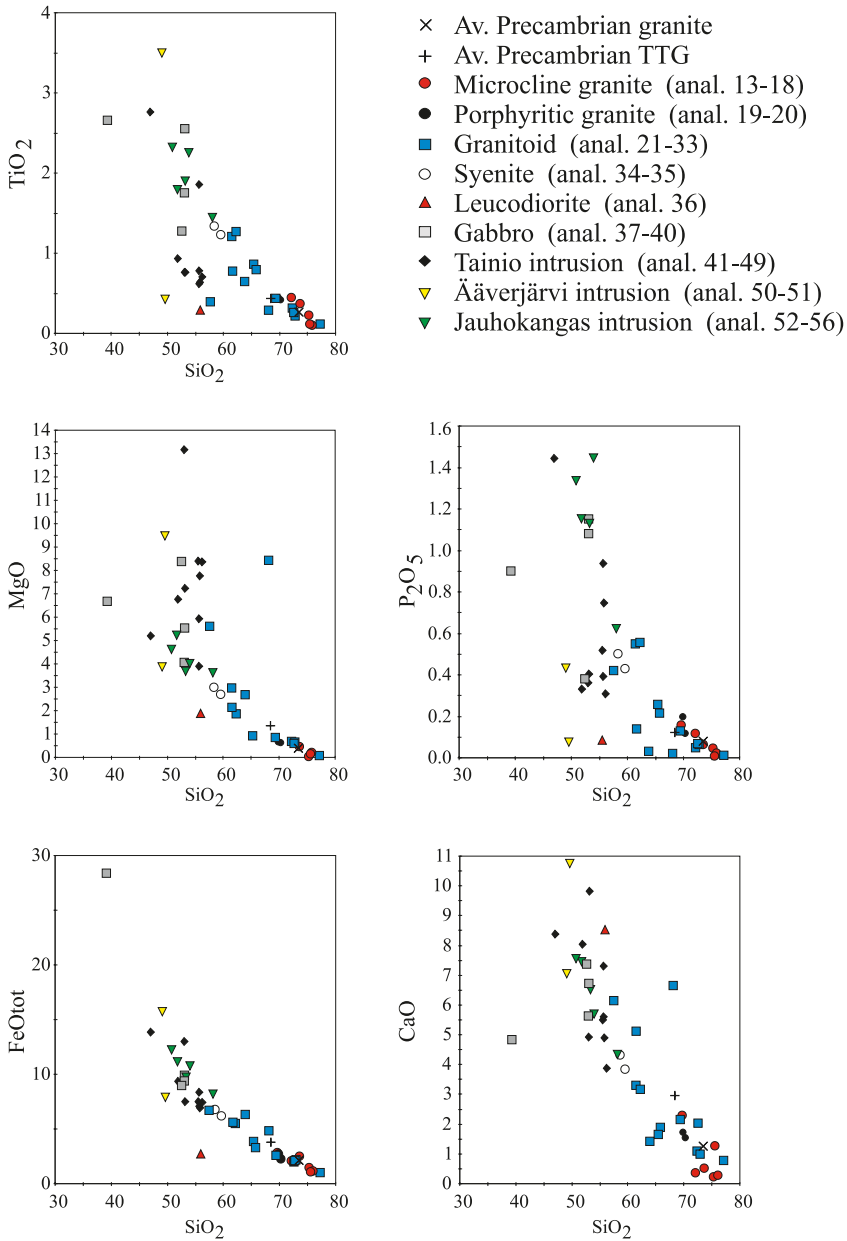 4
3
2
1
0
TiO2
30 40 50 60 70 80
SiO2
Av. Precambrian granite
Av. Precambrian TTG
Microcline granite (anal. 13-18)
Porphyritic granite (anal. 19-20)
Granitoid (anal. 21-33)
Syenite (anal. 34-35)
Leucodiorite (anal. 36)
Gabbro (anal. 37-40)
Tainio intrusion (anal. 41-49)
Ääverjärvi intrusion (anal. 50-51)
Jauhokangas intrusion (anal. 52-56)
14
13
12
11
10
9
8
7
6
5
4
3
2
1
0
MgO
30 40 50 60 70 80
SiO2
1.6
1.4
1.2
1.0
0.8
0.6
0.4
0.2
0.0
P2O5
30 40 50 60 70 80
SiO2
30
20
10
0
FeOtot
30 40 50 60 70 80
SiO2
11
10
9
8
7
6
5
4
3
2
1
0
CaO
30 40 50 60 70 80
SiO2